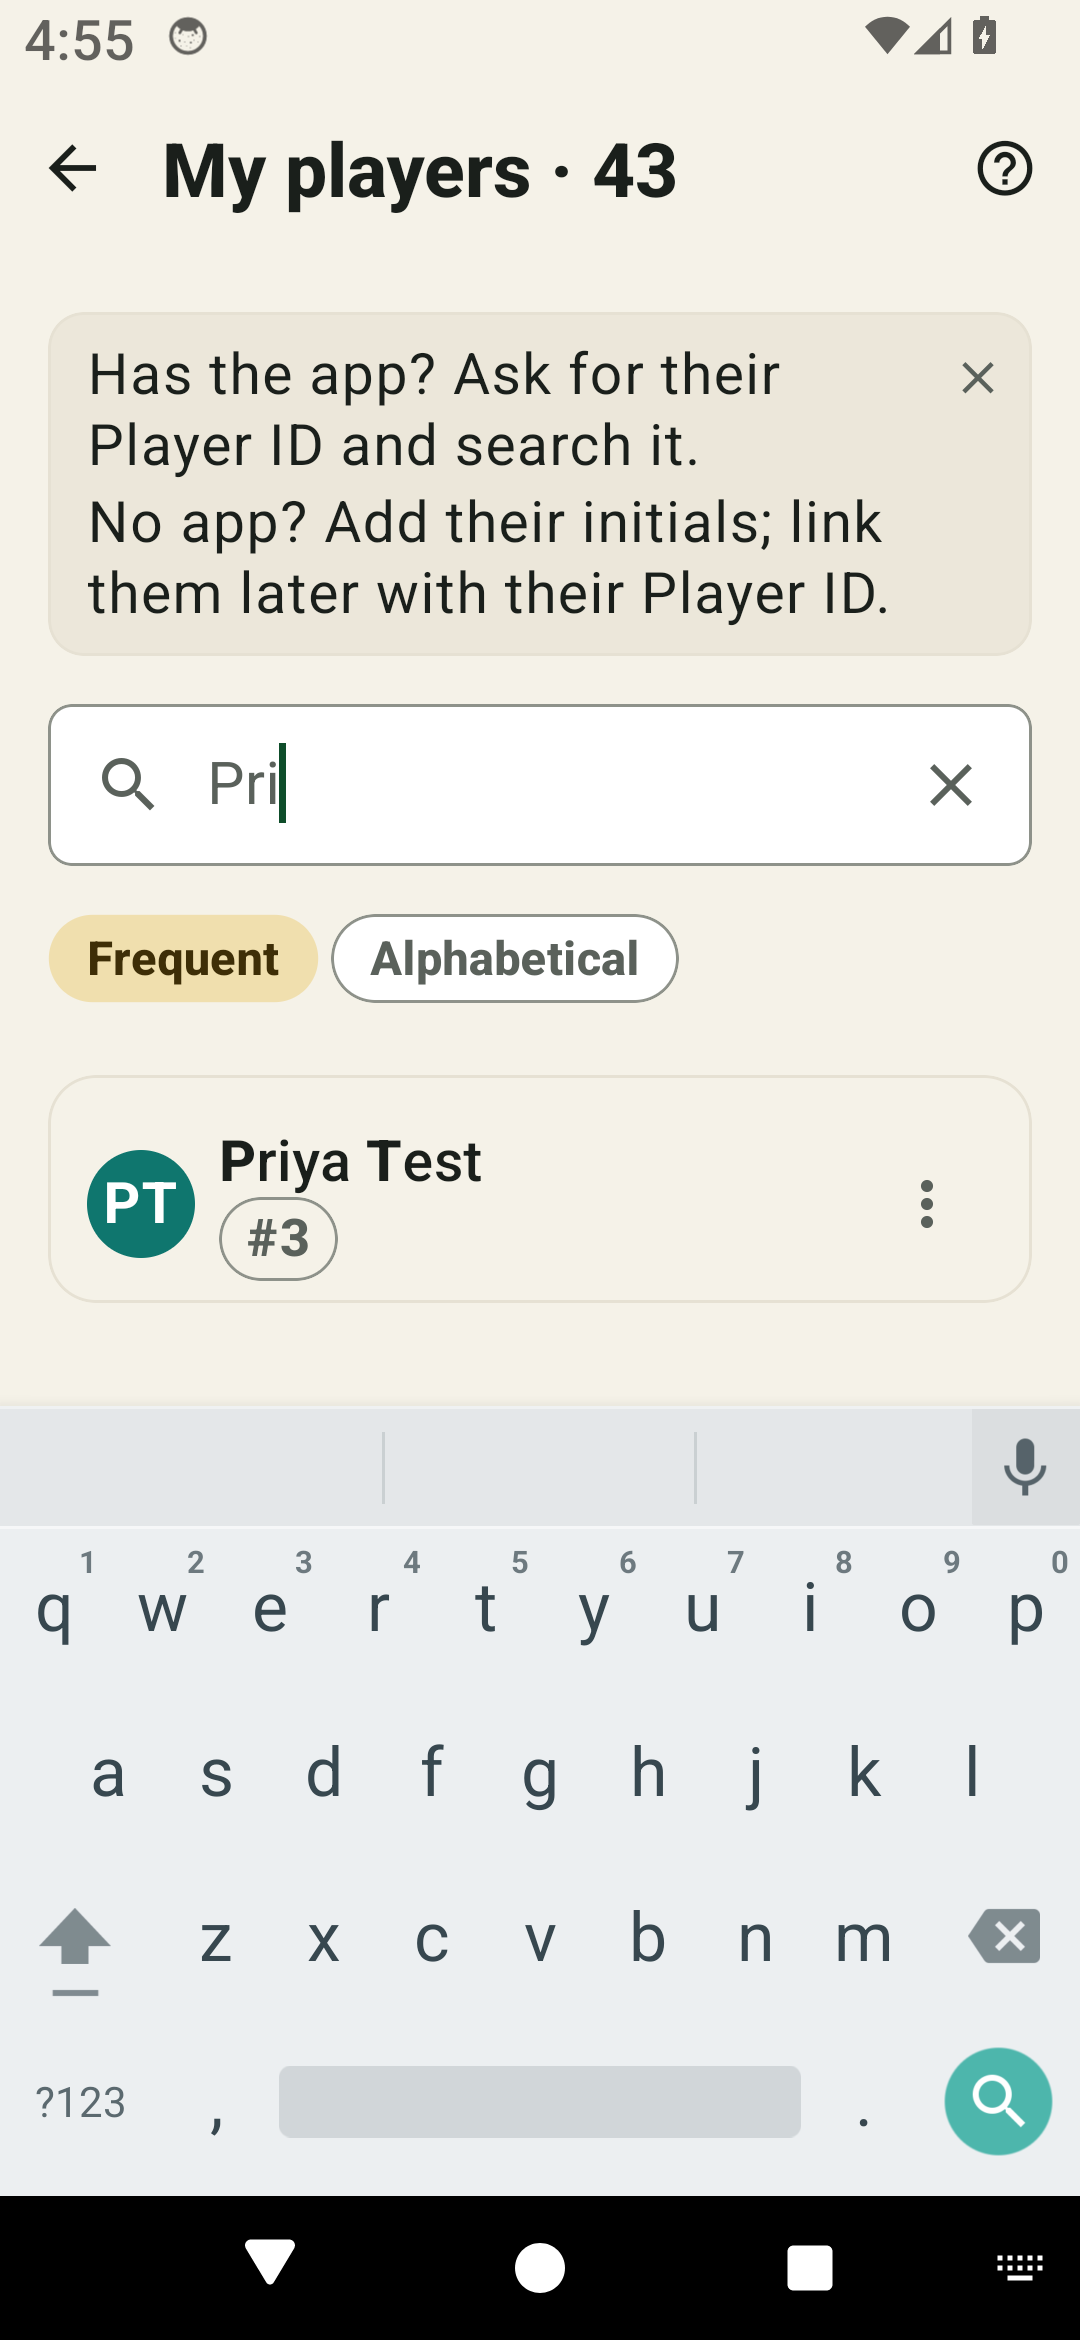 4:55
My players · 43
Has the app? Ask for their
Player ID and search it.
No app? Add their initials; link
them later with their Player ID.
Pri
Frequent
Alphabetical
PT
Priya Test
#3
1 2 3 4 5 6 7 8 9 0
q w e r t y u i o p
a s d f g h j k l
z x c v b n m
?123 , .